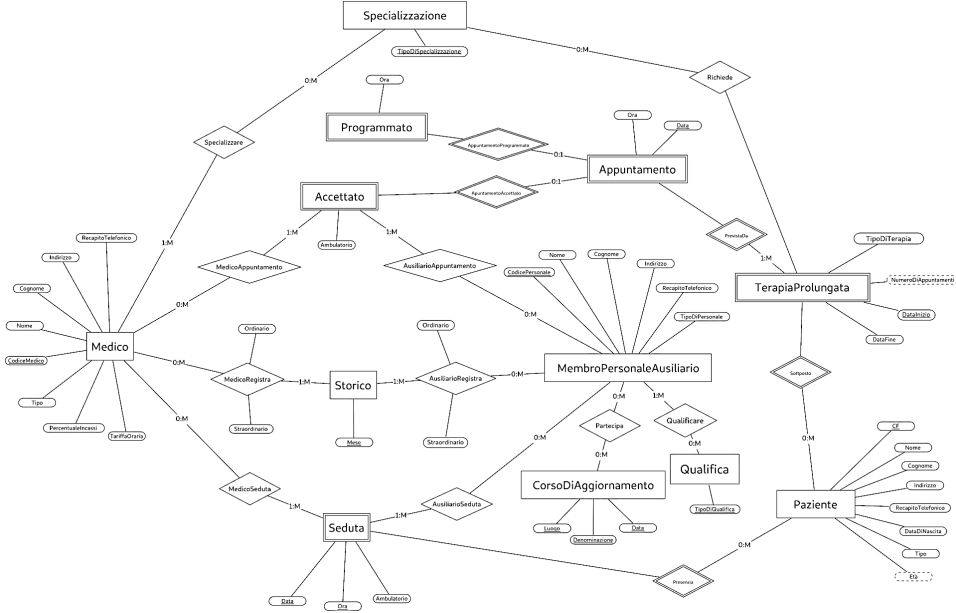 Specializzazione
TipoDiSpecializzazione
0:M
0:M
Richiede
Ora
Programmato
AppuntamentoProgrammato
0:1
Ora
Data
Appuntamento
Specializzare
Accettato
ApuntamentoAccettato
0:1
Ambulatorio
1:M
1:M
1:M
PrevistaDa
1:M
TipoDiTerapia
NumeroDiAppuntamenti
TerapiaProlungata
DataInizio
DataFine
RecapitoTelefonico
Indirizzo
Cognome
Nome
CodiceMedico
Medico
Tipo
PercentualeIncassi
TariffaOraria
MedicoAppuntamento
0:M
AusiliarioAppuntamento
0:M
Nome
Cognome
Indirizzo
CodicePersonale
RecapitoTelefonico
TipoDiPersonale
MembroPersonaleAusiliario
Ordinario
Ordinario
0:M
MedicoRegistra
1:M
Storico
1:M
AusiliarioRegistra
0:M
Straordinario
Mese
Straordinario
Sottposto
0:M
0:M
1:M
Partecipa
Qualificare
0:M
0:M
Qualifica
TipoDiQualifica
CorsoDiAggiornamento
Luogo
Denominazione
Data
0:M
MedicoSeduta
1:M
0:M
AusiliarioSeduta
1:M
Seduta
Data
Ora
Ambulatorio
CF
Nome
Cognome
Indirizzo
RecapitoTelefonico
DataDiNascita
Tipo
Età
Paziente
0:M
Presenzia